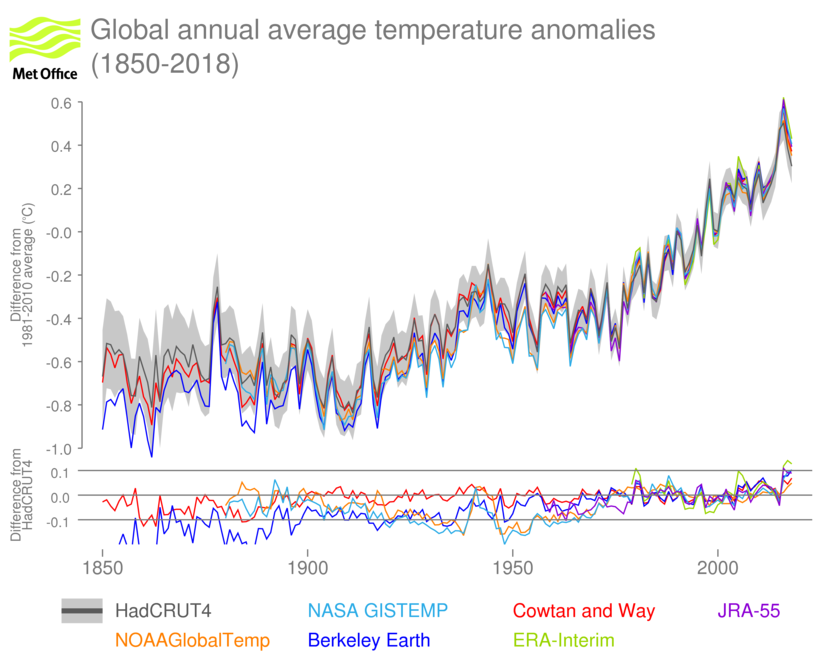 Met Office
Global annual average temperature anomalies
(1850-2018)
0.6
0.4
0.2
-0.0
-0.2
-0.4
-0.6
-0.8
-1.0
Difference from
1981-2010 average (°C)
0.1
0.0
-0.1
Difference from
HadCRUT4
1850 1900 1950 2000
HadCRUT4 NASA GISTEMP Cowtan and Way JRA-55
NOAAGlobalTemp Berkeley Earth ERA-Interim